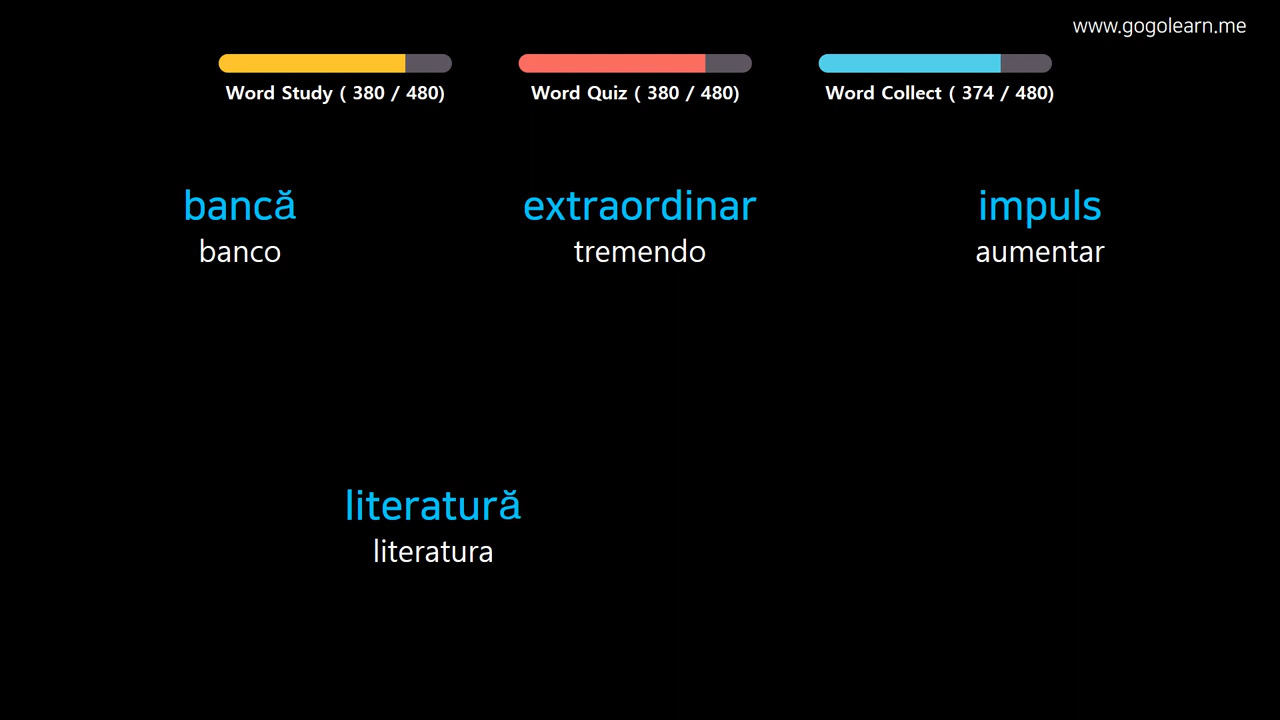 www.gogolearn.me
Word Study ( 380 / 480)
Word Quiz ( 380 / 480)
Word Collect ( 374 / 480)
bancă
banco
extraordinar
tremendo
impuls
aumentar
literatură
literatura